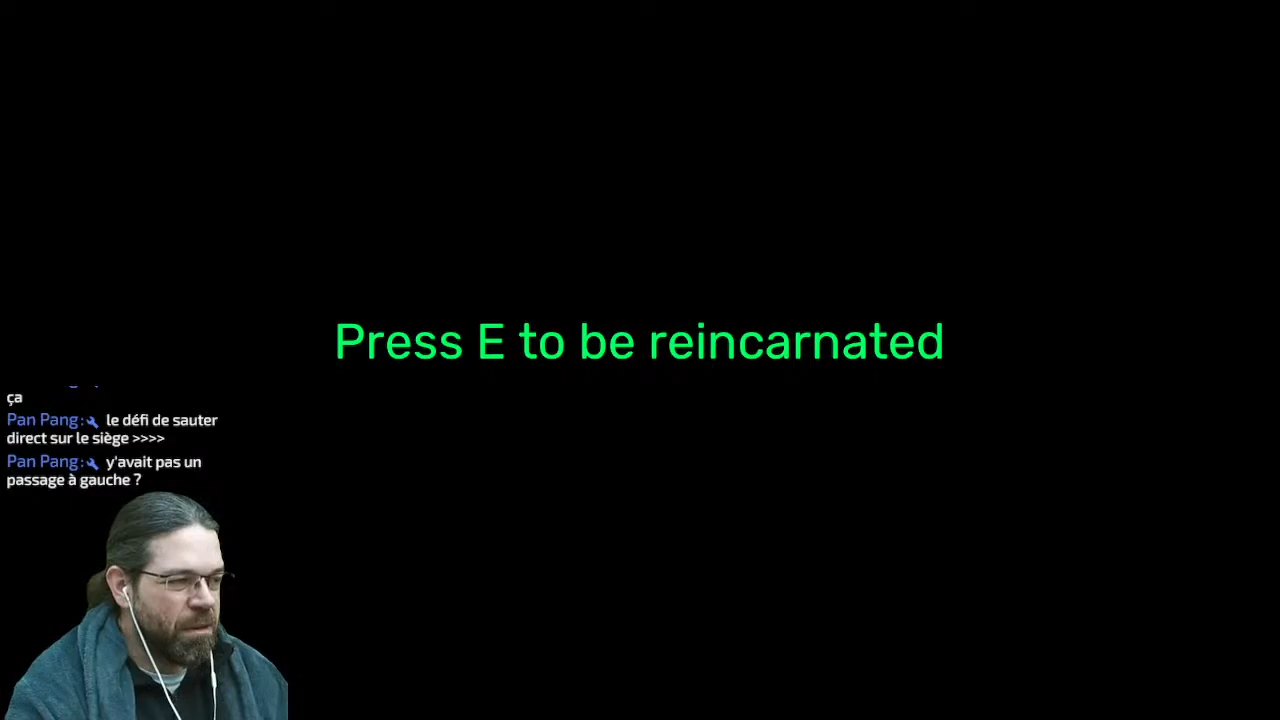 Press E to be reincarnated
ça
Pan Pang: le défi de sauter
direct sur le siège >>>>
Pan Pang: y'avait pas un
passage à gauche ?